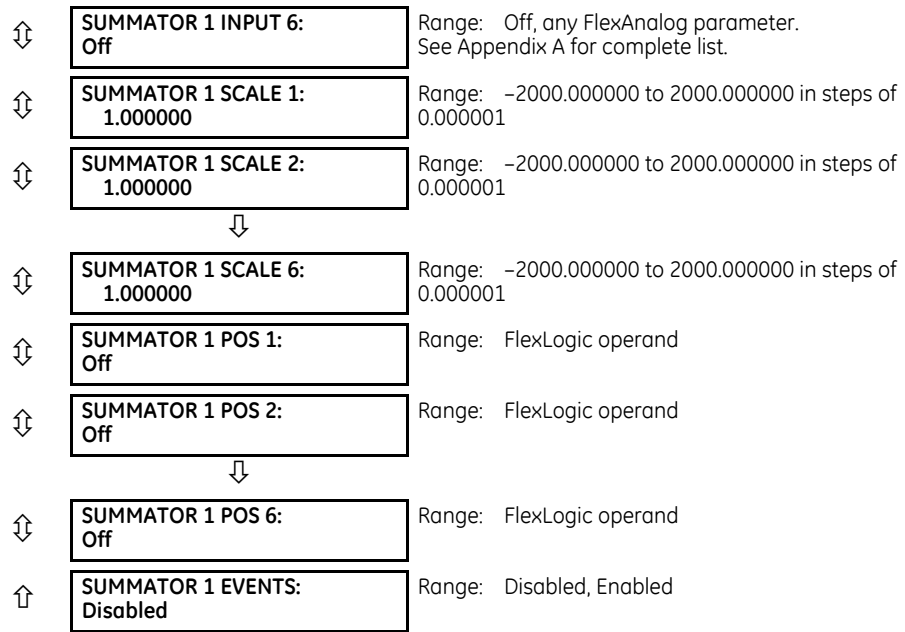 SUMMATOR 1 INPUT 6:
Off
Range: Off, any FlexAnalog parameter.
See Appendix A for complete list.
SUMMATOR 1 SCALE 1:
1.000000
Range: –2000.000000 to 2000.000000 in steps of
0.000001
SUMMATOR 1 SCALE 2:
1.000000
Range: –2000.000000 to 2000.000000 in steps of
0.000001
SUMMATOR 1 SCALE 6:
1.000000
Range: –2000.000000 to 2000.000000 in steps of
0.000001
SUMMATOR 1 POS 1:
Off
Range: FlexLogic operand
SUMMATOR 1 POS 2:
Off
Range: FlexLogic operand
SUMMATOR 1 POS 6:
Off
Range: FlexLogic operand
SUMMATOR 1 EVENTS:
Disabled
Range: Disabled, Enabled